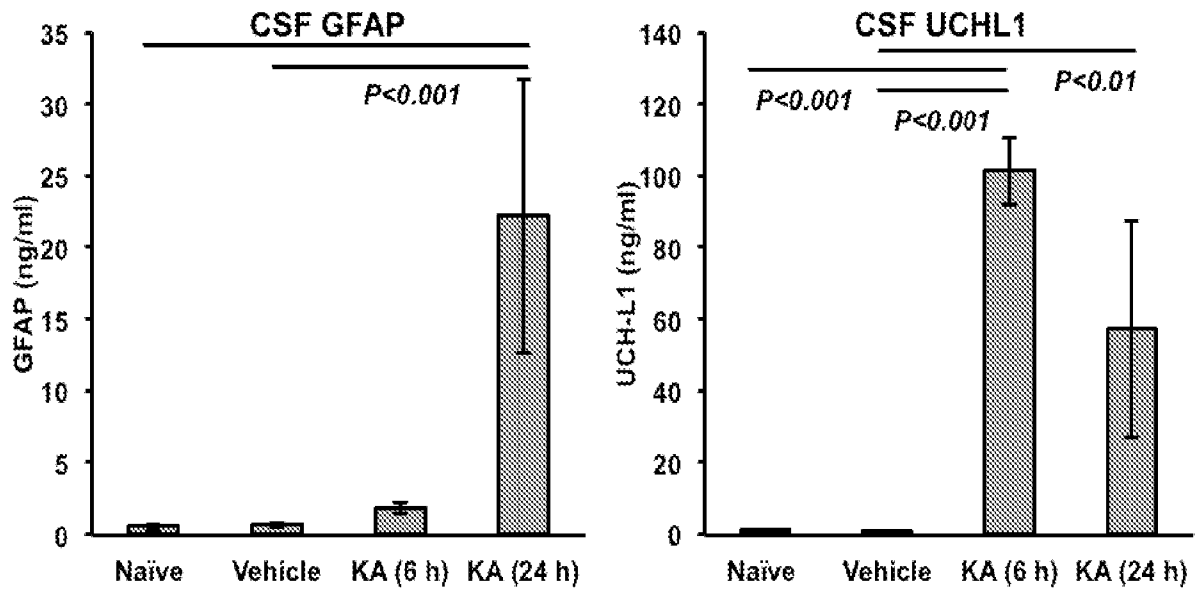 CSF GFAP
35
30
25
20
15
10
5
0
GFAP (ng/ml)
P<0.001
Naïve Vehicle KA (6 h) KA (24 h)
CSF UCHL1
140
120
100
80
60
40
20
0
UCH-L1 (ng/ml)
P<0.01
P<0.001
P<0.001
Naïve Vehicle KA (6 h) KA (24 h)